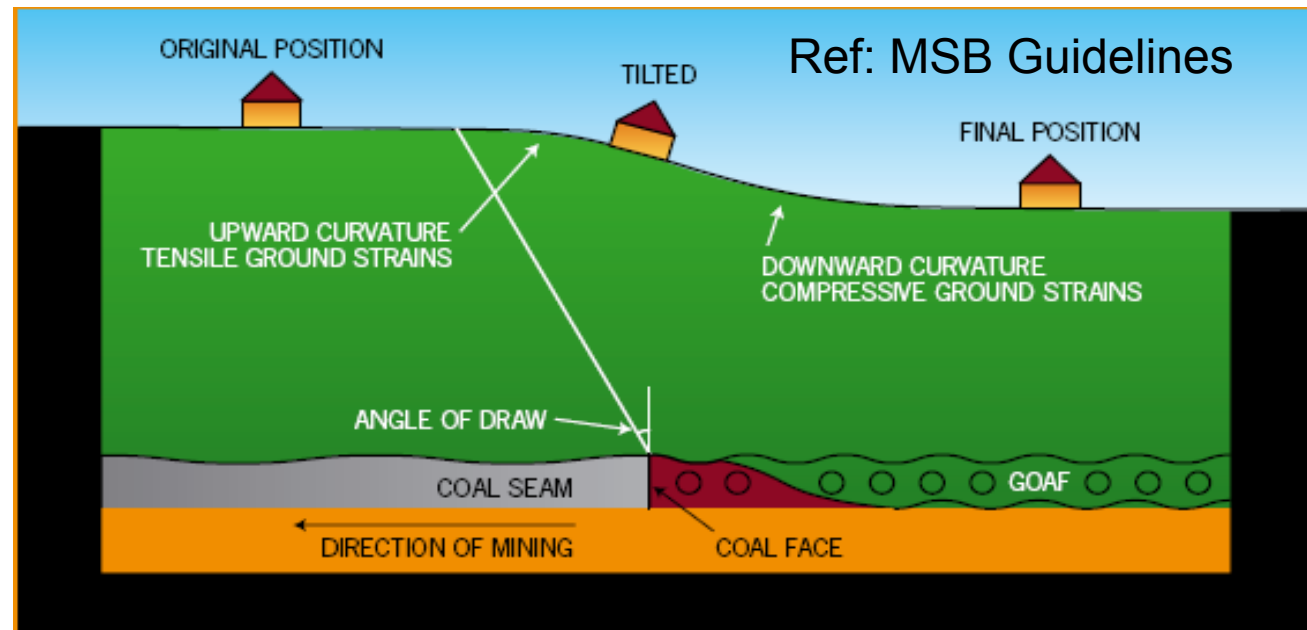 Ref: MSB Guidelines
ORIGINAL POSITION
TILTED
FINAL POSITION
UPWARD CURVATURE
TENSILE GROUND STRAINS
DOWNWARD CURVATURE
COMPRESSIVE GROUND STRAINS
ANGLE OF DRAW
COAL SEAM
GOAF
DIRECTION OF MINING
COAL FACE